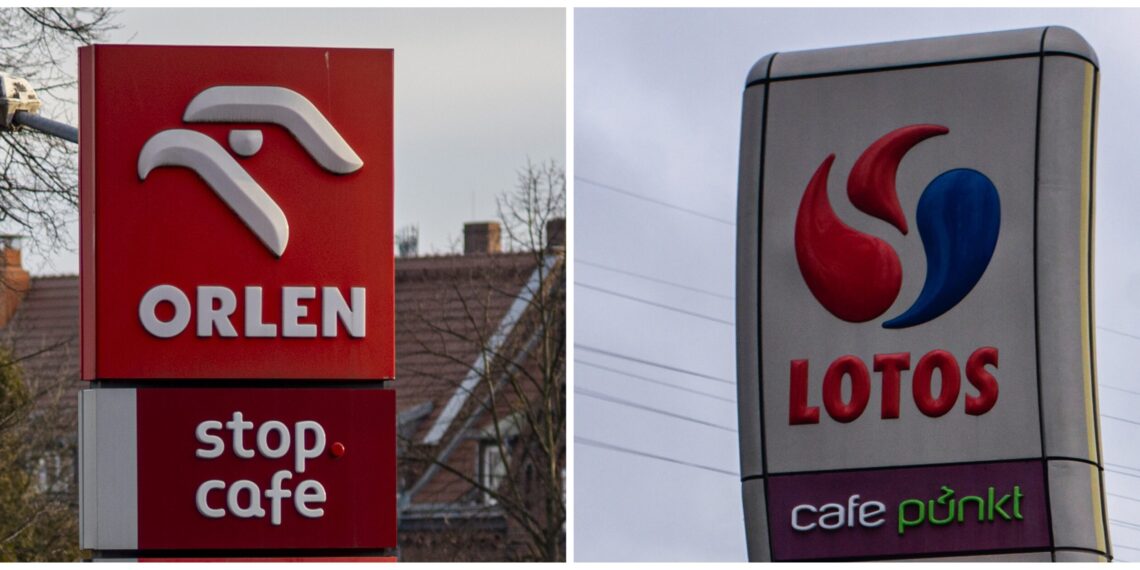 ORLEN
stop
cafe
LOTOS
cafe punkt